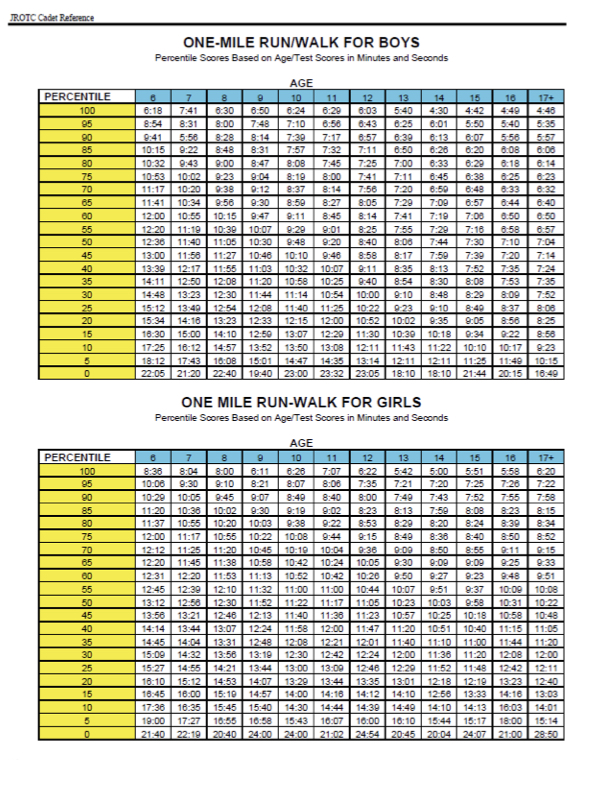 JROTC Cadet Reference
ONE-MILE RUN/WALK FOR BOYS
Percentile Scores Based on Age/Test Scores in Minutes and Seconds
AGE
PERCENTILE 6 7 8 9 10 11 12 13 14 15 16 17+
100 6:18 7:41 6:30 6:50 6:24 6:29 6:03 5:40 4:30 4:42 4:49 4:46
95 8:54 8:31 8:00 7:48 7:10 6:56 6:43 6:25 6:01 5:50 5:40 5:35
90 9:41 5:56 8:28 8:14 7:39 7:17 6:57 6:39 6:13 6:07 5:56 5:57
85 10:15 9:22 8:48 8:31 7:57 7:32 7:11 6:50 6:26 6:20 6:08 6:06
80 10:32 9:43 9:00 8:47 8:08 7:45 7:25 7:00 6:33 6:29 6:18 6:14
75 10:53 10:02 9:23 9:04 8:19 8:00 7:41 7:11 6:45 6:38 6:25 6:23
70 11:17 10:20 9:38 9:12 8:37 8:14 7:56 7:20 6:59 6:48 6:33 6:32
65 11:41 10:34 9:56 9:30 8:59 8:27 8:05 7:29 7:09 6:57 6:44 6:40
60 12:00 10:55 10:15 9:47 9:11 8:45 8:14 7:41 7:19 7:06 6:50 6:50
55 12:20 11:19 10:39 10:07 9:29 9:01 8:25 7:55 7:29 7:16 6:58 6:57
50 12:36 11:40 11:05 10:30 9:48 9:20 8:40 8:06 7:44 7:30 7:10 7:04
45 13:00 11:56 11:27 10:46 10:10 9:46 8:58 8:17 7:59 7:39 7:20 7:14
40 13:39 12:17 11:55 11:03 10:32 10:07 9:11 8:35 8:13 7:52 7:35 7:24
35 14:11 12:50 12:08 11:20 10:58 10:25 9:40 8:54 8:30 8:08 7:53 7:35
30 14:48 13:23 12:30 11:44 11:14 10:54 10:00 9:10 8:48 8:29 8:09 7:52
25 15:12 13:49 12:54 12:08 11:40 11:25 10:22 9:23 9:10 8:49 8:37 8:06
20 15:34 14:16 13:23 12:33 12:15 12:00 10:52 10:02 9:35 9:05 8:56 8:25
15 16:30 15:00 14:10 12:59 13:07 12:29 11:30 10:39 10:18 9:34 9:22 8:56
10 17:25 16:12 14:57 13:52 13:50 13:08 12:11 11:43 11:22 10:10 10:17 9:23
5 18:12 17:43 16:08 15:01 14:47 14:35 13:14 12:11 12:11 11:25 11:49 10:15
0 22:05 21:20 22:40 19:40 23:00 23:32 23:05 18:10 18:10 21:44 20:15 16:49
ONE MILE RUN-WALK FOR GIRLS
Percentile Scores Based on Age/Test Scores in Minutes and Seconds
AGE
PERCENTILE 6 7 8 9 10 11 12 13 14 15 16 17+
100 8:36 8:04 8:00 6:11 6:26 7:07 6:22 5:42 5:00 5:51 5:58 6:20
95 10:06 9:30 9:10 8:21 8:07 8:06 7:35 7:21 7:20 7:25 7:26 7:22
90 10:29 10:05 9:45 9:07 8:49 8:40 8:00 7:49 7:43 7:52 7:55 7:58
85 11:20 10:36 10:02 9:30 9:19 9:02 8:23 8:13 7:59 8:08 8:23 8:15
80 11:37 10:55 10:20 10:03 9:38 9:22 8:53 8:29 8:20 8:24 8:39 8:34
75 12:00 11:17 10:55 10:22 10:08 9:44 9:15 8:49 8:36 8:40 8:50 8:52
70 12:12 11:25 11:20 10:45 10:19 10:04 9:36 9:09 8:50 8:55 9:11 9:15
65 12:20 11:45 11:38 10:58 10:42 10:24 10:05 9:30 9:09 9:09 9:25 9:33
60 12:31 12:20 11:53 11:13 10:52 10:42 10:26 9:50 9:27 9:23 9:48 9:51
55 12:45 12:39 12:10 11:32 11:00 11:00 10:44 10:07 9:51 9:37 10:09 10:08
50 13:12 12:56 12:30 11:52 11:22 11:17 11:05 10:23 10:03 9:58 10:31 10:22
45 13:56 13:21 12:46 12:13 11:40 11:36 11:23 10:57 10:25 10:18 10:58 10:48
40 14:14 13:44 13:07 12:24 11:58 12:00 11:47 11:20 10:51 10:40 11:15 11:05
35 14:45 14:04 13:31 12:48 12:08 12:21 12:01 11:40 11:10 11:00 11:44 11:20
30 15:09 14:32 13:56 13:19 12:30 12:42 12:24 12:00 11:36 11:20 12:08 12:00
25 15:27 14:55 14:21 13:44 13:00 13:09 12:46 12:29 11:52 11:48 12:42 12:11
20 16:10 15:12 14:53 14:07 13:29 13:44 13:35 13:01 12:18 12:19 13:23 12:40
15 16:45 16:00 15:19 14:57 14:00 14:16 14:12 14:10 12:56 13:33 14:16 13:03
10 17:36 16:35 15:45 15:40 14:30 14:44 14:39 14:49 14:10 14:13 16:03 14:01
5 19:00 17:27 16:55 16:58 15:43 16:07 16:00 16:10 15:44 15:17 18:00 15:14
0 21:40 22:19 20:40 24:00 24:00 21:02 24:54 20:45 20:04 24:07 21:00 28:50